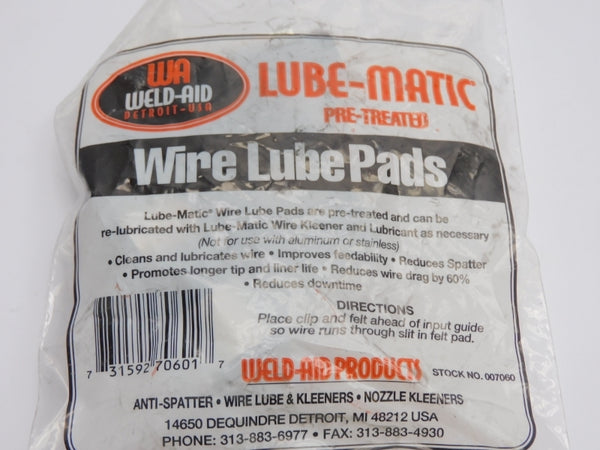 WA
WELD-AID
DETROIT-USA
LUBE-MATIC
PRE-TREATED
Wire Lube Pads
Lube-Matic® Wire Lube Pads are pre-treated and can be
re-lubricated with Lube-Matic Wire Kleener and Lubricant as necessary
(Not for use with aluminum or stainless)
• Cleans and lubricates wire • Improves feedability • Reduces Spatter
• Promotes longer tip and liner life • Reduces wire drag by 60%
• Reduces downtime
DIRECTIONS
Place clip and felt ahead of input guide
so wire runs through slit in felt pad.
7 31592 70601 7
WELD-AID PRODUCTS
STOCK NO. 007060
ANTI-SPATTER • WIRE LUBE & KLEENERS • NOZZLE KLEENERS
14650 DEQUINDRE DETROIT, MI 48212 USA
PHONE: 313-883-6977 • FAX: 313-883-4930